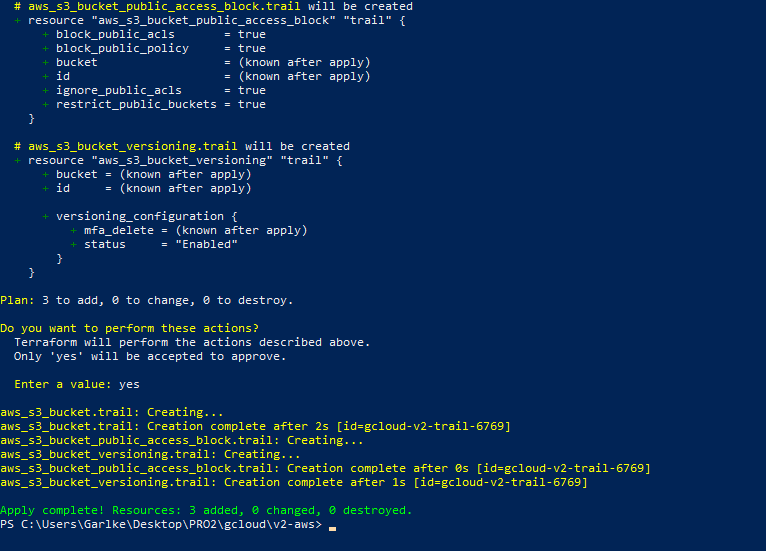 # aws_s3_bucket_public_access_block.trail will be created
+ resource "aws_s3_bucket_public_access_block" "trail" {
+ block_public_acls = true
+ block_public_policy = true
+ bucket = (known after apply)
+ id = (known after apply)
+ ignore_public_acls = true
+ restrict_public_buckets = true
}
# aws_s3_bucket_versioning.trail will be created
+ resource "aws_s3_bucket_versioning" "trail" {
+ bucket = (known after apply)
+ id = (known after apply)
+ versioning_configuration {
+ mfa_delete = (known after apply)
+ status = "Enabled"
}
}
Plan: 3 to add, 0 to change, 0 to destroy.
Do you want to perform these actions?
Terraform will perform the actions described above.
Only 'yes' will be accepted to approve.
Enter a value: yes
aws_s3_bucket.trail: Creating...
aws_s3_bucket.trail: Creation complete after 2s [id=gcloud-v2-trail-6769]
aws_s3_bucket_public_access_block.trail: Creating...
aws_s3_bucket_versioning.trail: Creating...
aws_s3_bucket_public_access_block.trail: Creation complete after 0s [id=gcloud-v2-trail-6769]
aws_s3_bucket_versioning.trail: Creation complete after 1s [id=gcloud-v2-trail-6769]
Apply complete! Resources: 3 added, 0 changed, 0 destroyed.
PS C:\Users\Garlke\Desktop\PRO2\gcloud\v2-aws> _